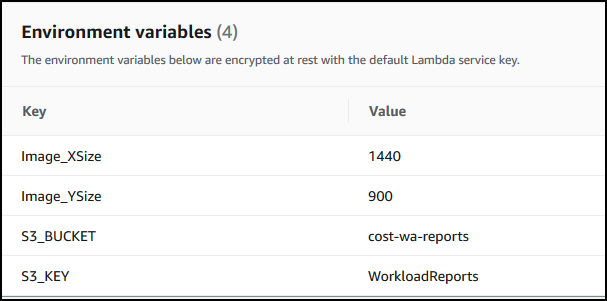 Environment variables (4)
The environment variables below are encrypted at rest with the default Lambda service key.
Key Value
Image_XSize 1440
Image_YSize 900
S3_BUCKET cost-wa-reports
S3_KEY WorkloadReports